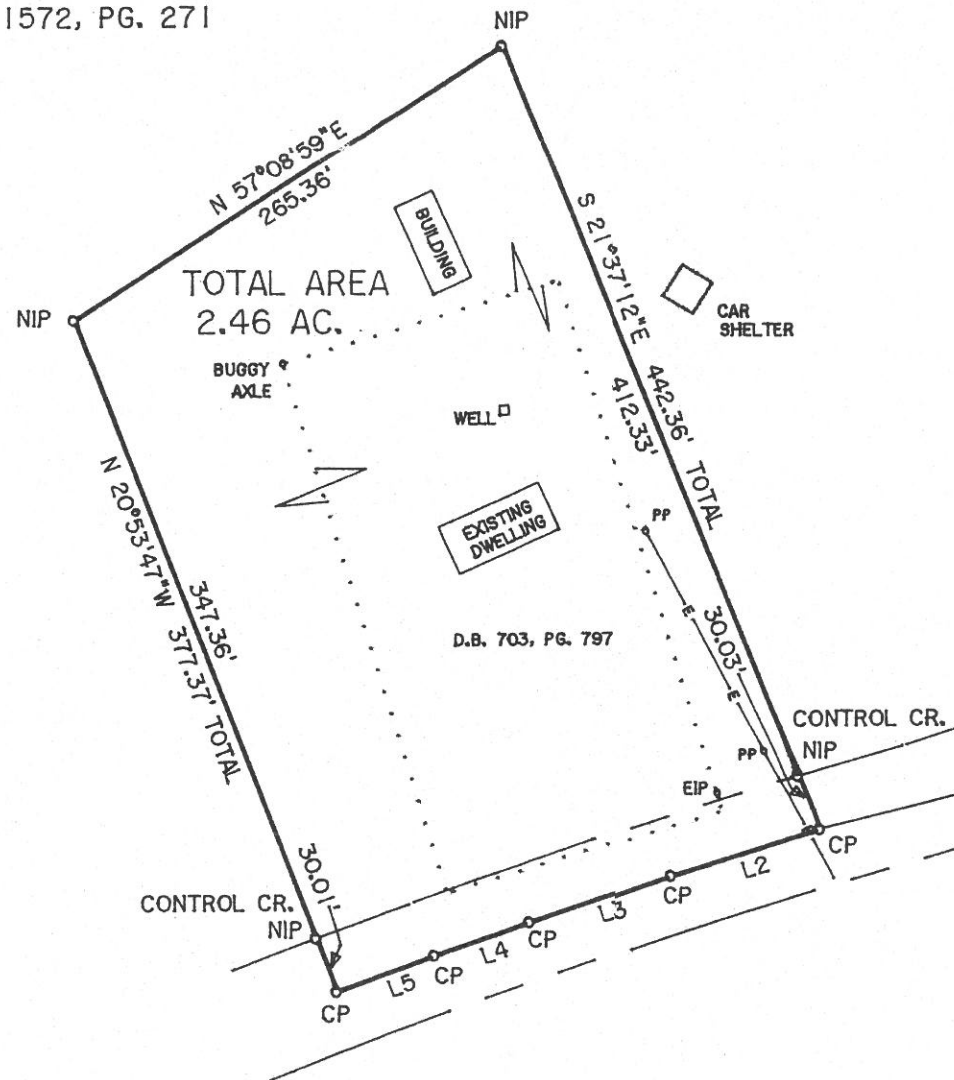 1572, PG. 271
NIP
N 57°08'59"E
265.36'
BUILDING
S 21°37'12"E 442.36' TOTAL
412.33'
TOTAL AREA
2.46 AC.
NIP
CAR
SHELTER
BUGGY
AXLE
WELL
N 20°53'47"W 377.37' TOTAL
347.36'
EXISTING
DWELLING
PP
E
D.B. 703, PG. 797
30.03'
E
CONTROL CR.
NIP
PP
EIP
CP
30.01'
L2
CONTROL CR.
NIP
CP
L3
CP
L4
CP
L5
CP